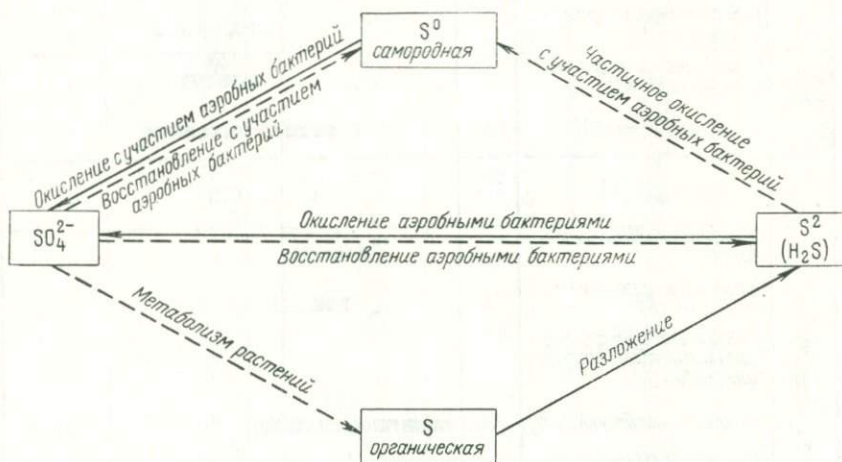 S⁰
самородная
Окисление с участием аэробных бактерий
Восстановление с участием
аэробных бактерий
Частичное окисление
с участием аэробных бактерий
SO₄²⁻
Окисление аэробными бактериями
Восстановление аэробными бактериями
S²
(H₂S)
Метабализм растений
Разложение
S
органическая